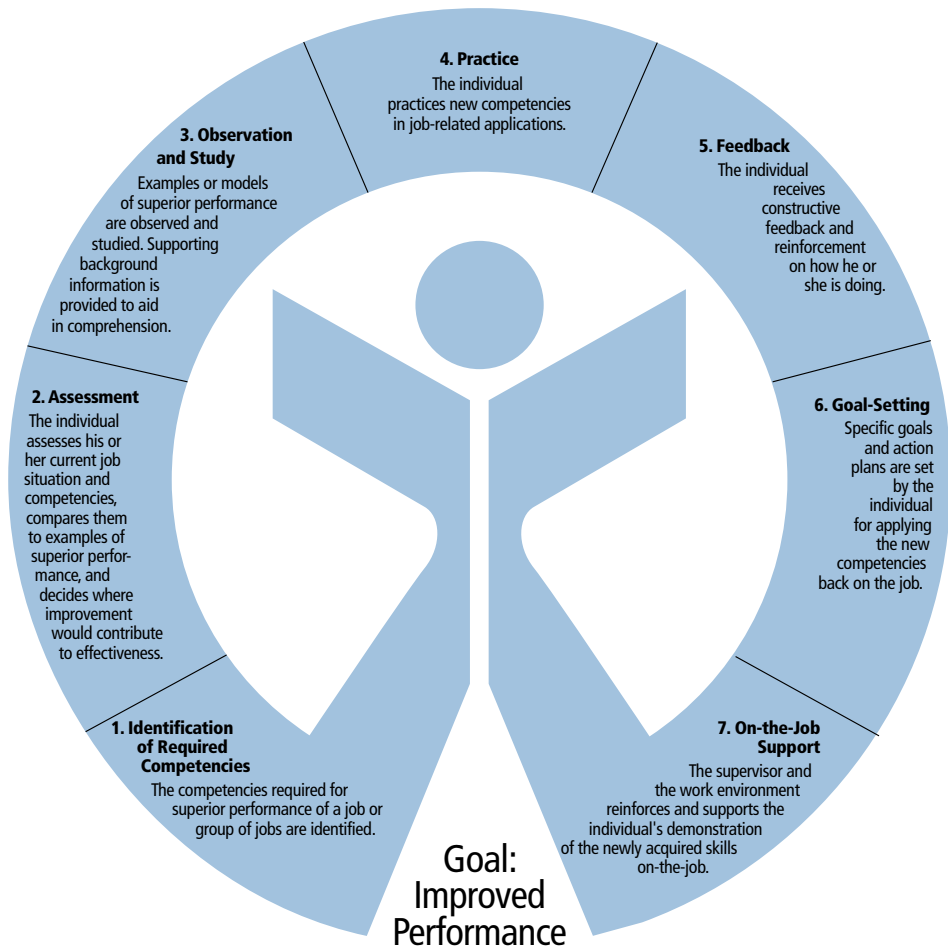 4. Practice
The individual
practices new competencies
in job-related applications.
3. Observation
and Study
Examples or models
of superior performance
are observed and
studied. Supporting
background
information is
provided to aid
in comprehension.
5. Feedback
The individual
receives
constructive
feedback and
reinforcement
on how he or
she is doing.
2. Assessment
The individual
assesses his or
her current job
situation and
competencies,
compares them
to examples of
superior perfor-
mance, and
decides where
improvement
would contribute
to effectiveness.
6. Goal-Setting
Specific goals
and action
plans are set
by the
individual
for applying
the new
competencies
back on the job.
1. Identification
of Required
Competencies
The competencies required for
superior performance of a job or
group of jobs are identified.
7. On-the-Job
Support
The supervisor and
the work environment
reinforces and supports the
individual's demonstration
of the newly acquired skills
on-the-job.
Goal:
Improved
Performance